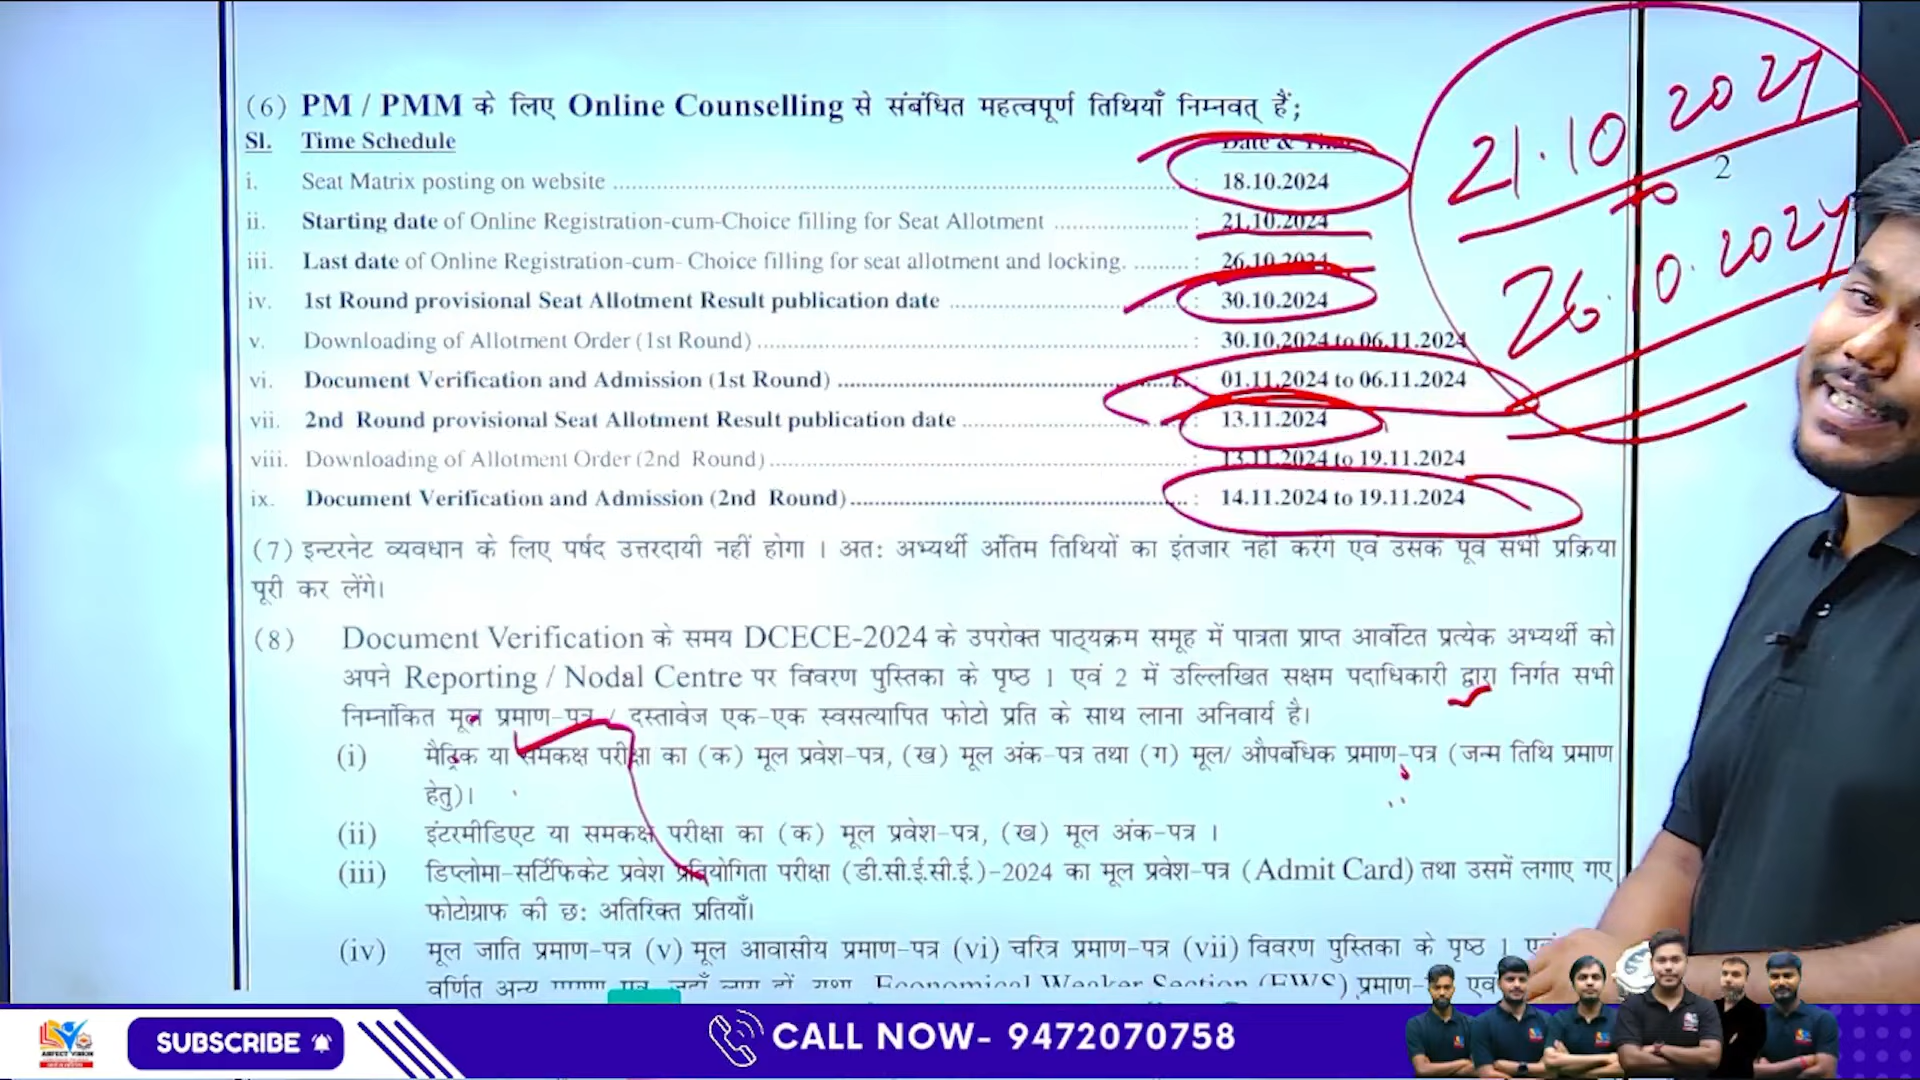 (6) PM / PMM के लिए Online Counselling से संबंधित महत्वपूर्ण तिथियाँ निम्नवत् हैं;
Sl. Time Schedule Date &
i. Seat Matrix posting on website : 18.10.2024
ii. Starting date of Online Registration-cum-Choice filling for Seat Allotment : 21.10.2024
iii. Last date of Online Registration-cum- Choice filling for seat allotment and locking. : 26.10.2024
iv. 1st Round provisional Seat Allotment Result publication date : 30.10.2024
v. Downloading of Allotment Order (1st Round) : 30.10.2024 to 06.11.2024
vi. Document Verification and Admission (1st Round) : 01.11.2024 to 06.11.2024
vii. 2nd Round provisional Seat Allotment Result publication date : 13.11.2024
viii. Downloading of Allotment Order (2nd Round) : 13.11.2024 to 19.11.2024
ix. Document Verification and Admission (2nd Round) : 14.11.2024 to 19.11.2024
21.10 2024
2
to
26.10.2024
(7) इन्टरनेट व्यवधान के लिए पर्षद उत्तरदायी नहीं होगा । अतः अभ्यर्थी अंतिम तिथियों का इंतजार नहीं करेंगे एवं उसके पूर्व सभी प्रक्रिया
पूरी कर लेंगे।
(8) Document Verification के समय DCECE-2024 के उपरोक्त पाठ्यक्रम समूह में पात्रता प्राप्त आवंटित प्रत्येक अभ्यर्थी को
अपने Reporting / Nodal Centre पर विवरण पुस्तिका के पृष्ठ 1 एवं 2 में उल्लिखित सक्षम पदाधिकारी द्वारा निर्गत सभी
निम्नांकित मूल प्रमाण-पत्र / दस्तावेज एक-एक स्वसत्यापित फोटो प्रति के साथ लाना अनिवार्य है।
(i) मैट्रिक या समकक्ष परीक्षा का (क) मूल प्रवेश-पत्र, (ख) मूल अंक-पत्र तथा (ग) मूल/ औपबंधिक प्रमाण-पत्र (जन्म तिथि प्रमाण
हेतु)।
(ii) इंटरमीडिएट या समकक्ष परीक्षा का (क) मूल प्रवेश-पत्र, (ख) मूल अंक-पत्र ।
(iii) डिप्लोमा-सर्टिफिकेट प्रवेश प्रतियोगिता परीक्षा (डी.सी.ई.सी.ई.)-2024 का मूल प्रवेश-पत्र (Admit Card) तथा उसमें लगाए गए
फोटोग्राफ की छः अतिरिक्त प्रतियाँ।
(iv) मूल जाति प्रमाण-पत्र (v) मूल आवासीय प्रमाण-पत्र (vi) चरित्र प्रमाण-पत्र (vii) विवरण पुस्तिका के पृष्ठ 1
वर्णित अन्य Economical Weaker Section (EWS) एवं
SUBSCRIBE
CALL NOW- 9472070758